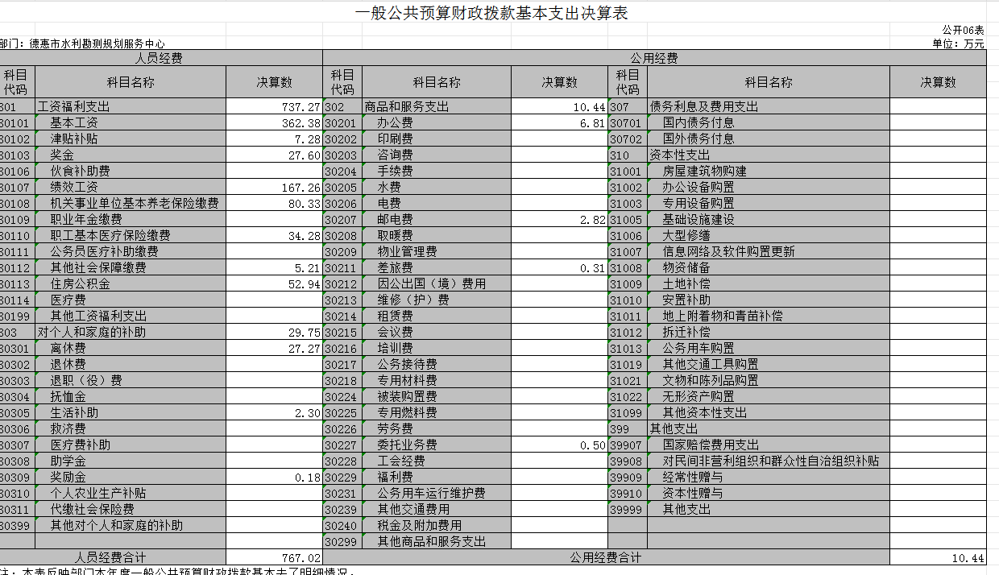 一般公共预算财政拨款基本支出决算表
公开06表
部门：德惠市水利勘测规划服务中心 单位：万元
人员经费 公用经费
科目代码 科目名称 决算数 科目代码 科目名称 决算数 科目代码 科目名称 决算数
301 工资福利支出 737.27 302 商品和服务支出 10.44 307 债务利息及费用支出
30101 基本工资 362.38 30201 办公费 6.81 30701 国内债务付息
30102 津贴补贴 7.28 30202 印刷费 30702 国外债务付息
30103 奖金 27.60 30203 咨询费 310 资本性支出
30106 伙食补助费 30204 手续费 31001 房屋建筑物购建
30107 绩效工资 167.26 30205 水费 31002 办公设备购置
30108 机关事业单位基本养老保险缴费 80.33 30206 电费 31003 专用设备购置
30109 职业年金缴费 30207 邮电费 2.82 31005 基础设施建设
30110 职工基本医疗保险缴费 34.28 30208 取暖费 31006 大型修缮
30111 公务员医疗补助缴费 30209 物业管理费 31007 信息网络及软件购置更新
30112 其他社会保障缴费 5.21 30211 差旅费 0.31 31008 物资储备
30113 住房公积金 52.94 30212 因公出国（境）费用 31009 土地补偿
30114 医疗费 30213 维修（护）费 31010 安置补助
30199 其他工资福利支出 30214 租赁费 31011 地上附着物和青苗补偿
303 对个人和家庭的补助 29.75 30215 会议费 31012 拆迁补偿
30301 离休费 27.27 30216 培训费 31013 公务用车购置
30302 退休费 30217 公务接待费 31019 其他交通工具购置
30303 退职（役）费 30218 专用材料费 31021 文物和陈列品购置
30304 抚恤金 30224 被装购置费 31022 无形资产购置
30305 生活补助 2.30 30225 专用燃料费 31099 其他资本性支出
30306 救济费 30226 劳务费 399 其他支出
30307 医疗费补助 30227 委托业务费 0.50 39907 国家赔偿费用支出
30308 助学金 30228 工会经费 39908 对民间非营利组织和群众性自治组织补贴
30309 奖励金 0.18 30229 福利费 39909 经常性赠与
30310 个人农业生产补贴 30231 公务用车运行维护费 39910 资本性赠与
30311 代缴社会保险费 30239 其他交通费用 39999 其他支出
30399 其他对个人和家庭的补助 30240 税金及附加费用
30299 其他商品和服务支出
人员经费合计 767.02 公用经费合计 10.44
注：本表反映部门本年度一般公共预算财政拨款基本支出明细情况。